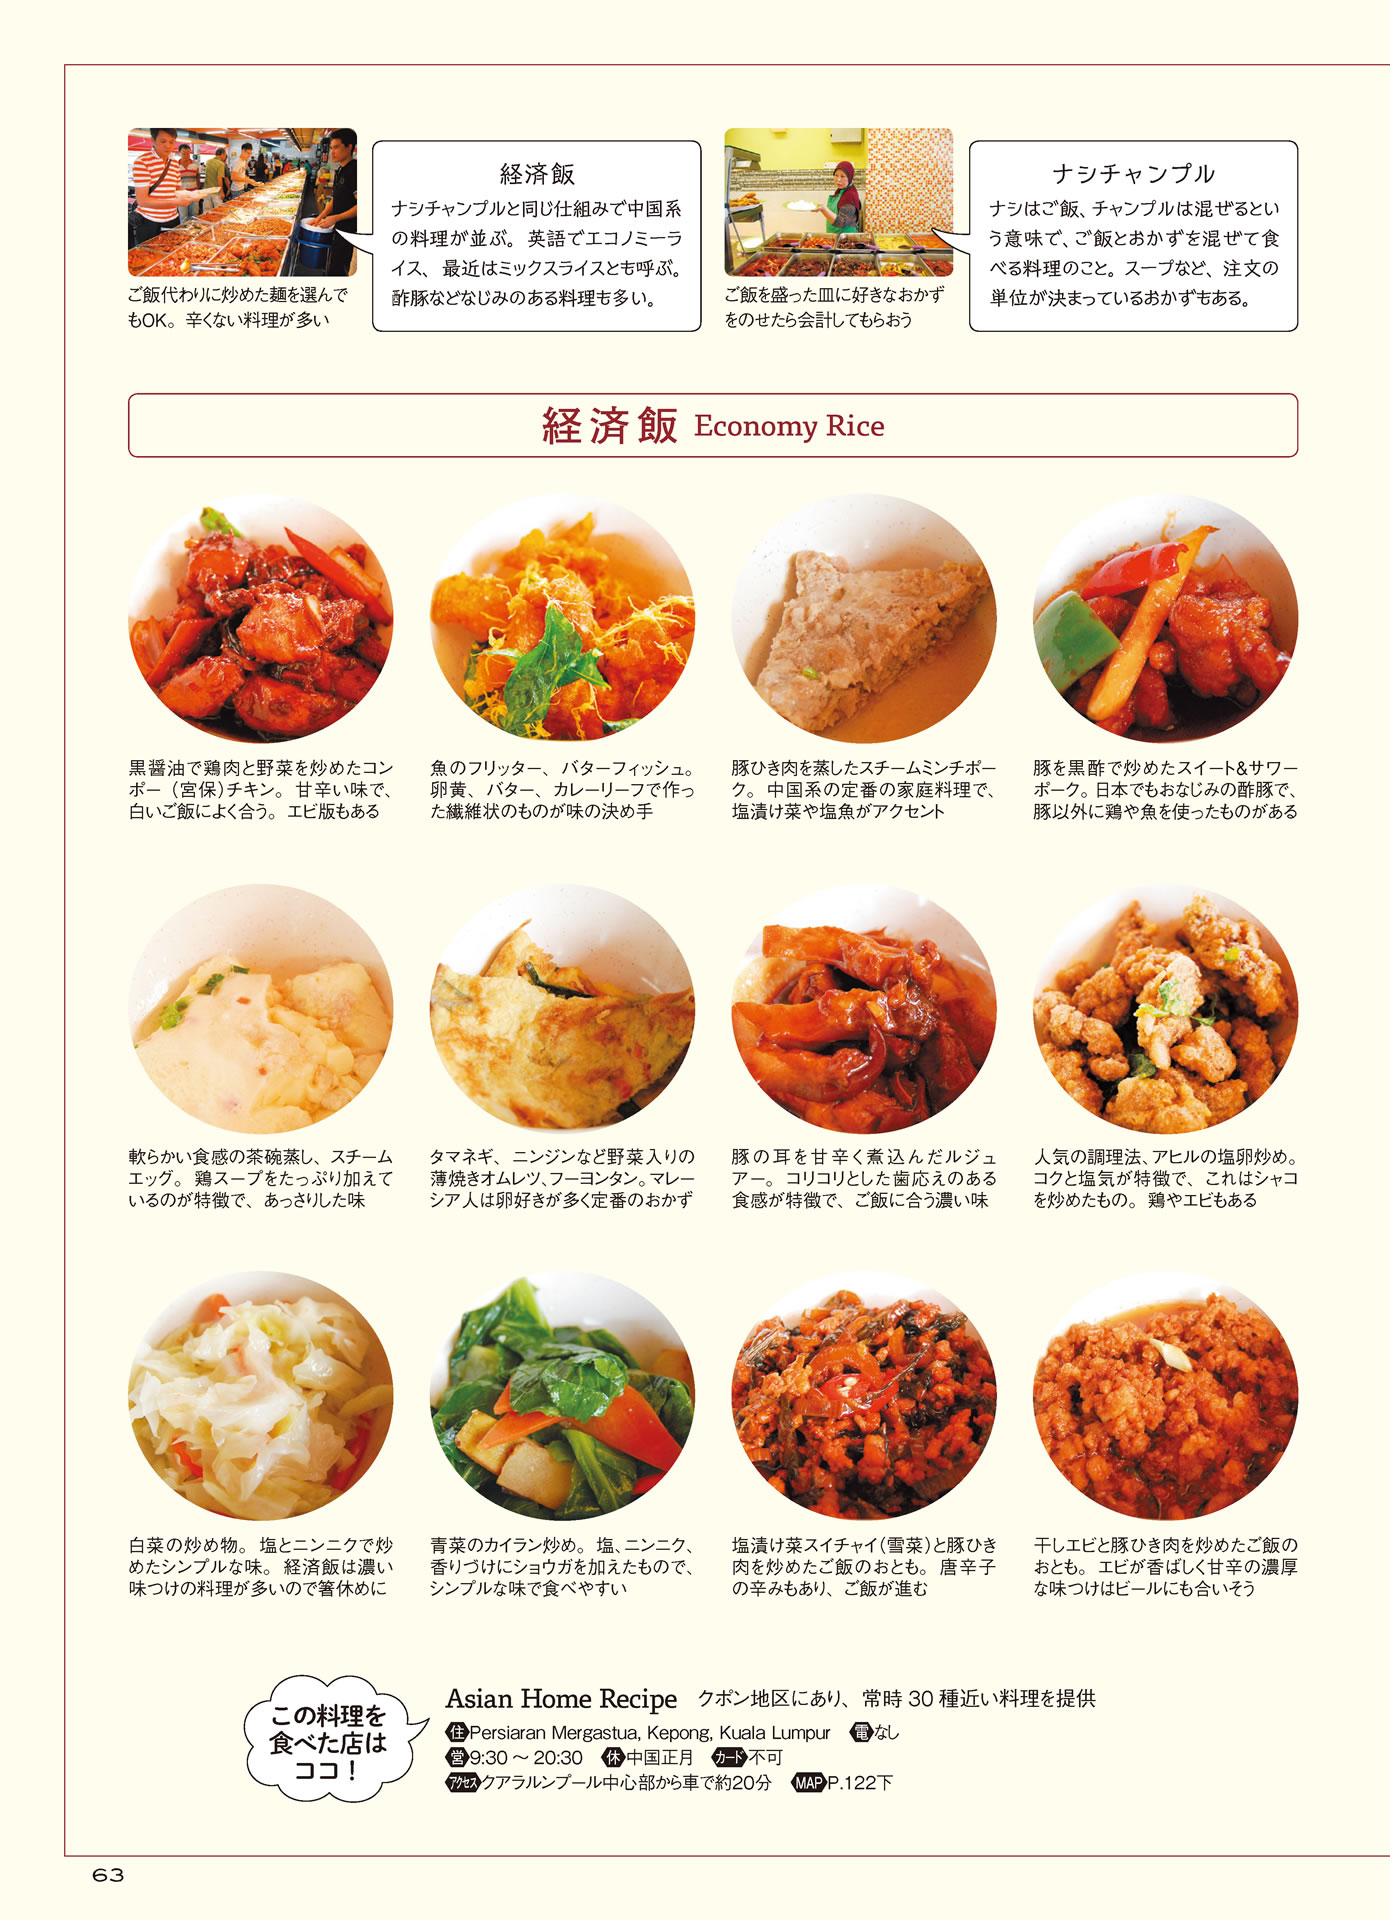 経済飯
ナシチャンプルと同じ仕組みで中国系
の料理が並ぶ。英語でエコノミーラ
イス、最近はミックスライスとも呼ぶ。
酢豚などなじみのある料理も多い。
ご飯代わりに炒めた麺を選んで
もOK。辛くない料理が多い
ナシチャンプル
ナシはご飯、チャンプルは混ぜるとい
う意味で、ご飯とおかずを混ぜて食
べる料理のこと。スープなど、注文の
単位が決まっているおかずもある。
ご飯を盛った皿に好きなおかず
をのせたら会計してもらおう
経済飯 Economy Rice
黒醤油で鶏肉と野菜を炒めたコン
ポー（宮保）チキン。甘辛い味で、
白いご飯によく合う。エビ版もある
魚のフリッター、バターフィッシュ。
卵黄、バター、カレーリーフで作っ
た繊維状のものが味の決め手
豚ひき肉を蒸したスチームミンチポー
ク。中国系の定番の家庭料理で、
塩漬け菜や塩魚がアクセント
豚を黒酢で炒めたスイート&サワー
ポーク。日本でもおなじみの酢豚で、
豚以外に鶏や魚を使ったものがある
軟らかい食感の茶碗蒸し、スチーム
エッグ。鶏スープをたっぷり加えて
いるのが特徴で、あっさりした味
タマネギ、ニンジンなど野菜入りの
薄焼きオムレツ、フーヨンタン。マレー
シア人は卵好きが多く定番のおかず
豚の耳を甘辛く煮込んだルジュ
アー。コリコリとした歯応えのある
食感が特徴で、ご飯に合う濃い味
人気の調理法、アヒルの塩卵炒め。
コクと塩気が特徴で、これはシャコ
を炒めたもの。鶏やエビもある
白菜の炒め物。塩とニンニクで炒
めたシンプルな味。経済飯は濃い
味つけの料理が多いので箸休めに
青菜のカイラン炒め。塩、ニンニク、
香りづけにショウガを加えたもので、
シンプルな味で食べやすい
塩漬け菜スイチャイ（雪菜）と豚ひき
肉を炒めたご飯のおとも。唐辛子
の辛みもあり、ご飯が進む
干しエビと豚ひき肉を炒めたご飯の
おとも。エビが香ばしく甘辛の濃厚
な味つけはビールにも合いそう
この料理を
食べた店は
ココ！
Asian Home Recipe クポン地区にあり、常時 30 種近い料理を提供
住 Persiaran Mergastua, Kepong, Kuala Lumpur 電 なし
営 9:30 ～ 20:30 休 中国正月 カード 不可
アクセス クアラルンプール中心部から車で約20分 MAP P.122下
63